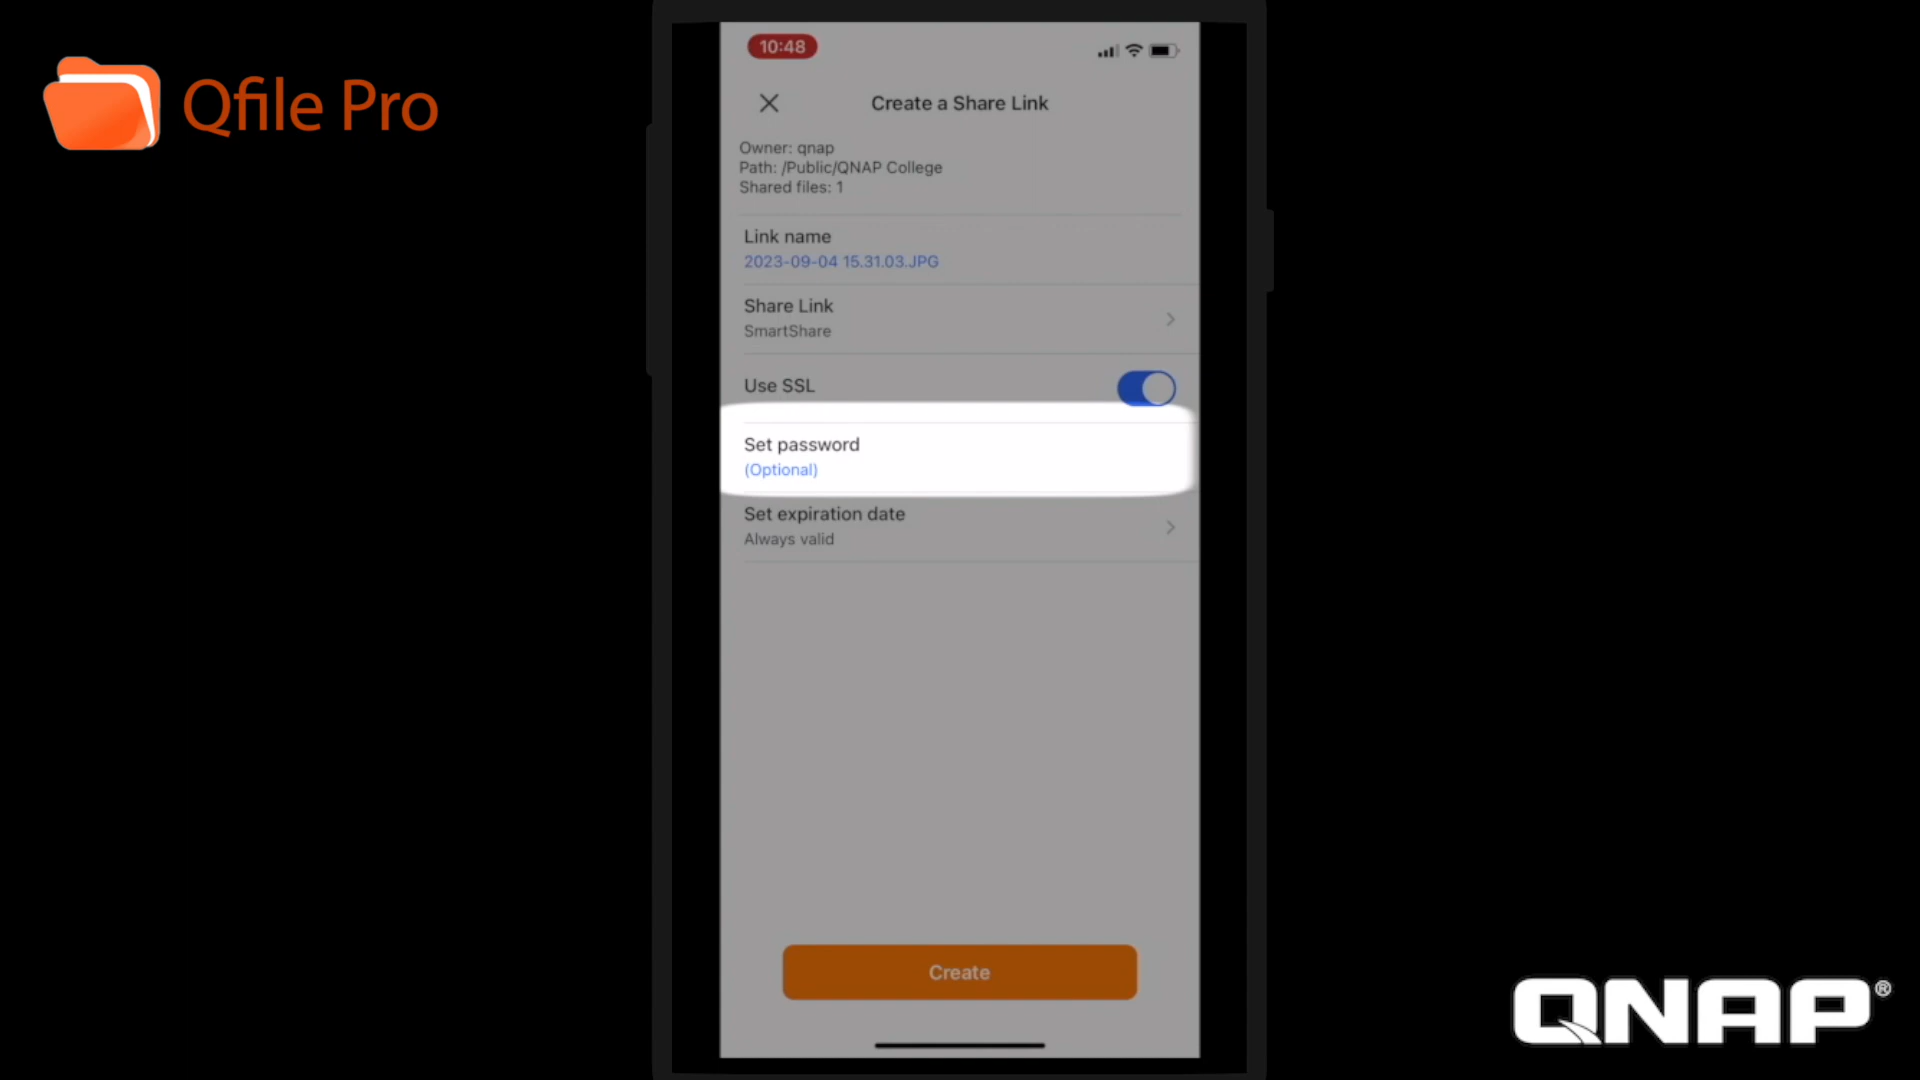 Qfile Pro
10:48
Create a Share Link
Owner: qnap
Path: /Public/QNAP College
Shared files: 1
Link name
2023-09-04 15.31.03.JPG
Share Link
SmartShare
Use SSL
Set password
(Optional)
Set expiration date
Always valid
Create
QNAP®